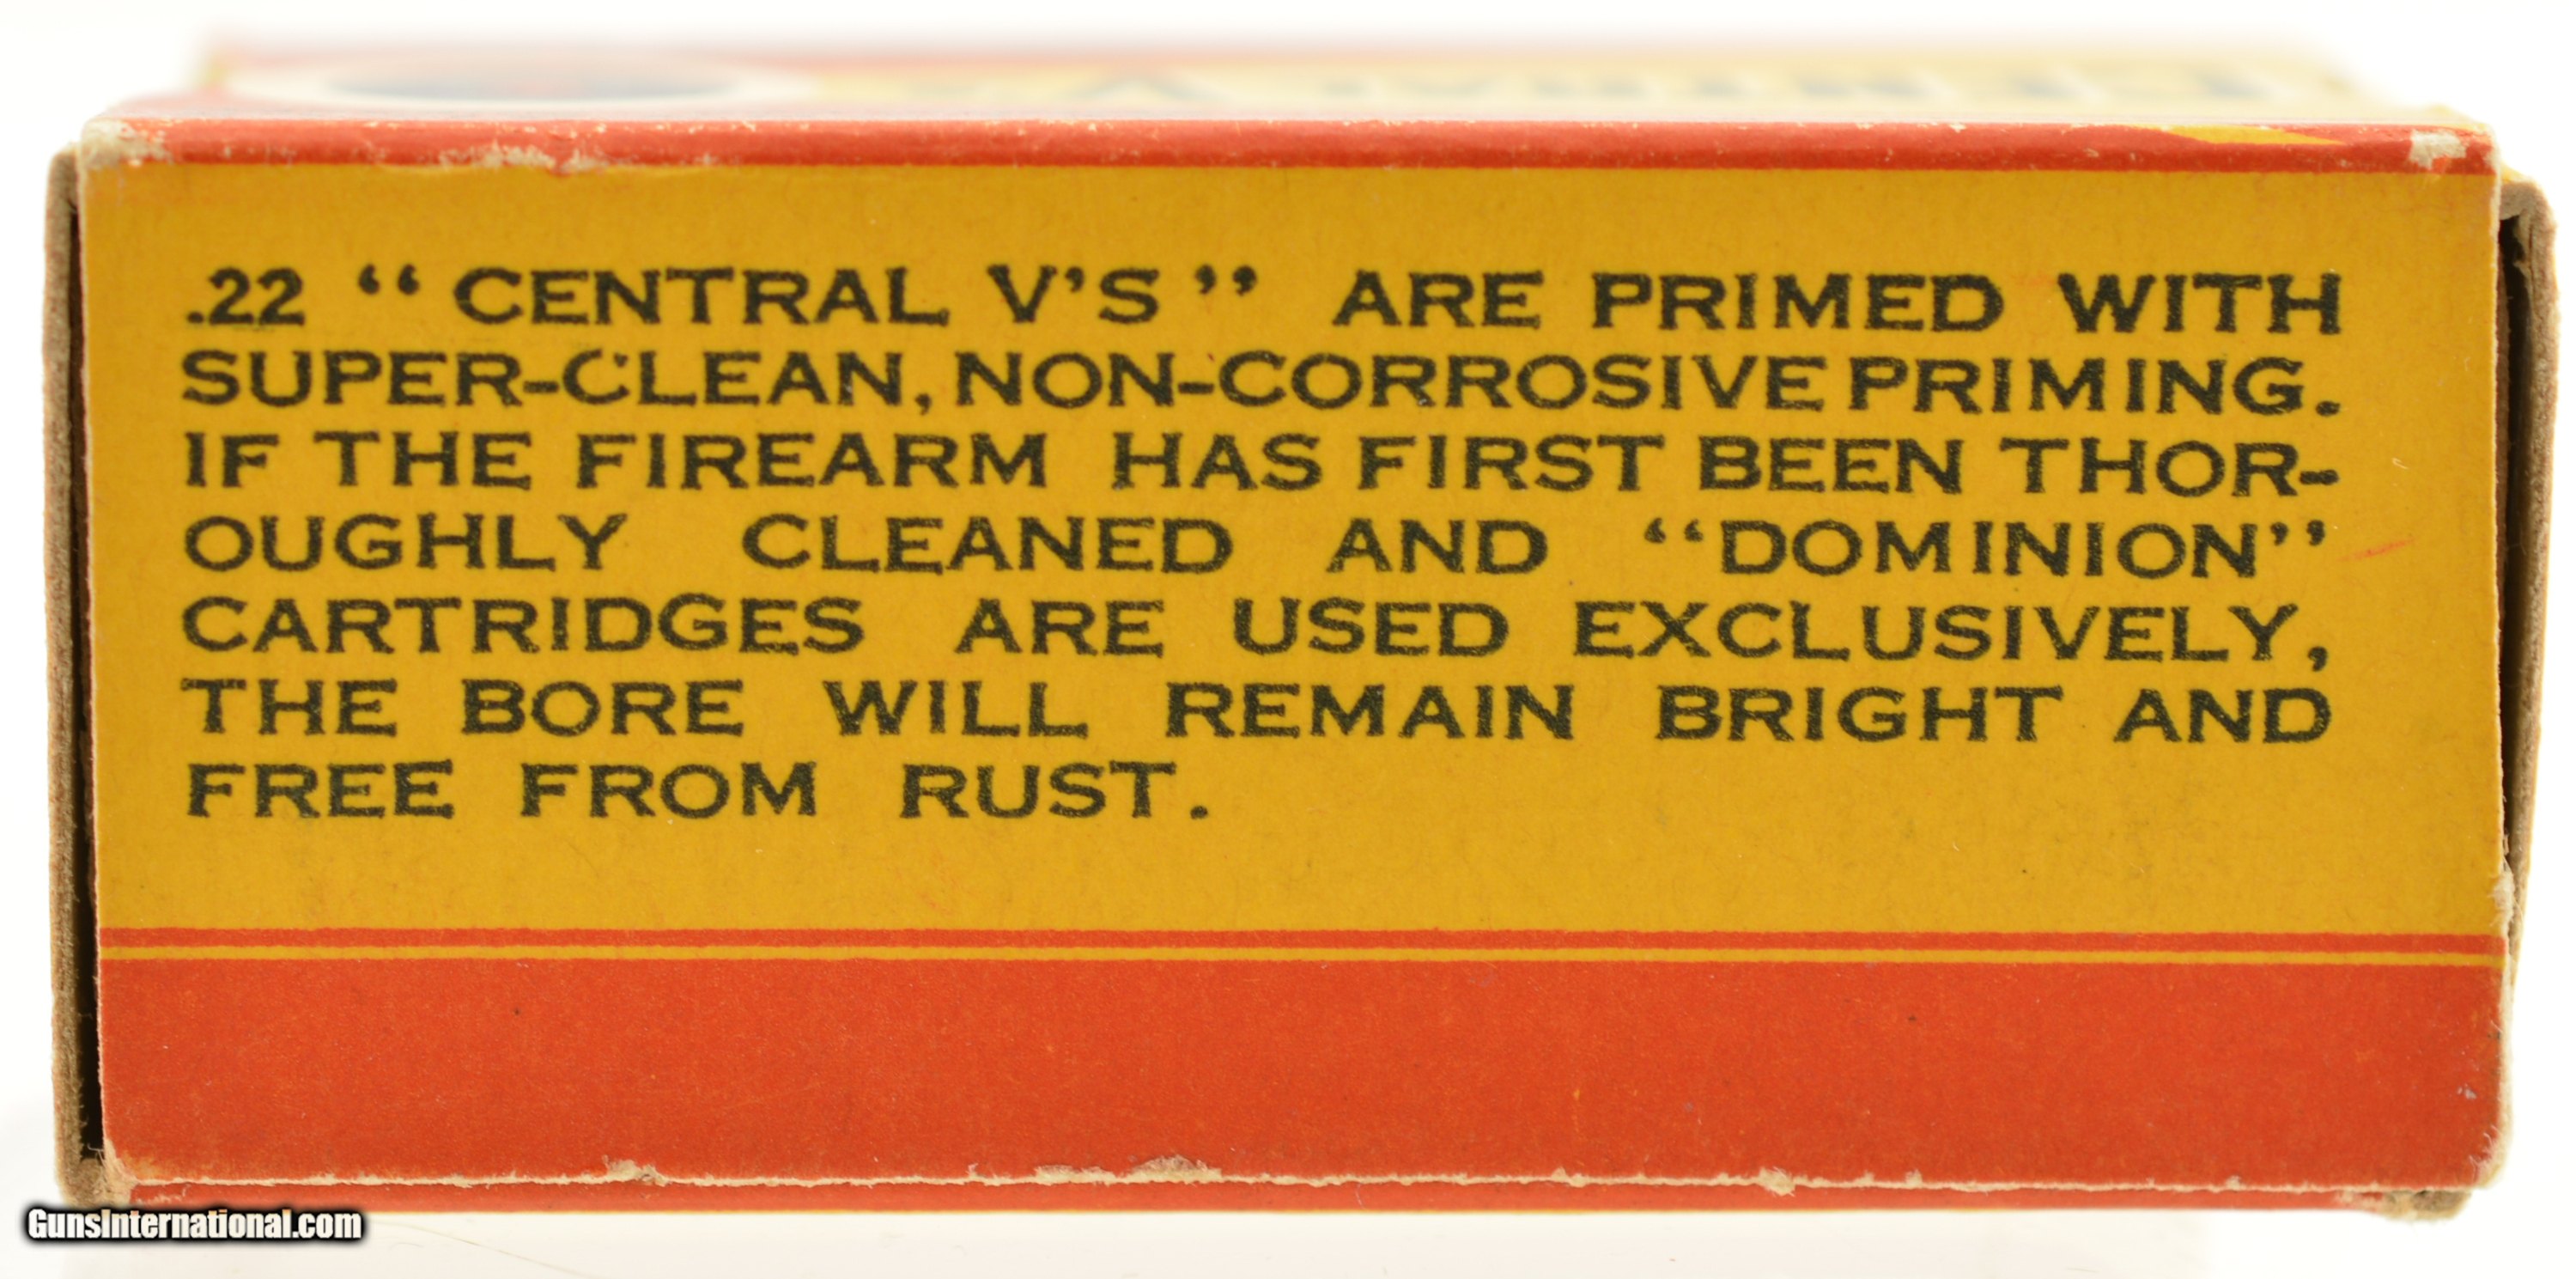 .22 “ CENTRAL V’S ” ARE PRIMED WITH
SUPER-CLEAN, NON-CORROSIVE PRIMING.
IF THE FIREARM HAS FIRST BEEN THOR-
OUGHLY CLEANED AND “DOMINION”
CARTRIDGES ARE USED EXCLUSIVELY,
THE BORE WILL REMAIN BRIGHT AND
FREE FROM RUST.
GunsInternational.com